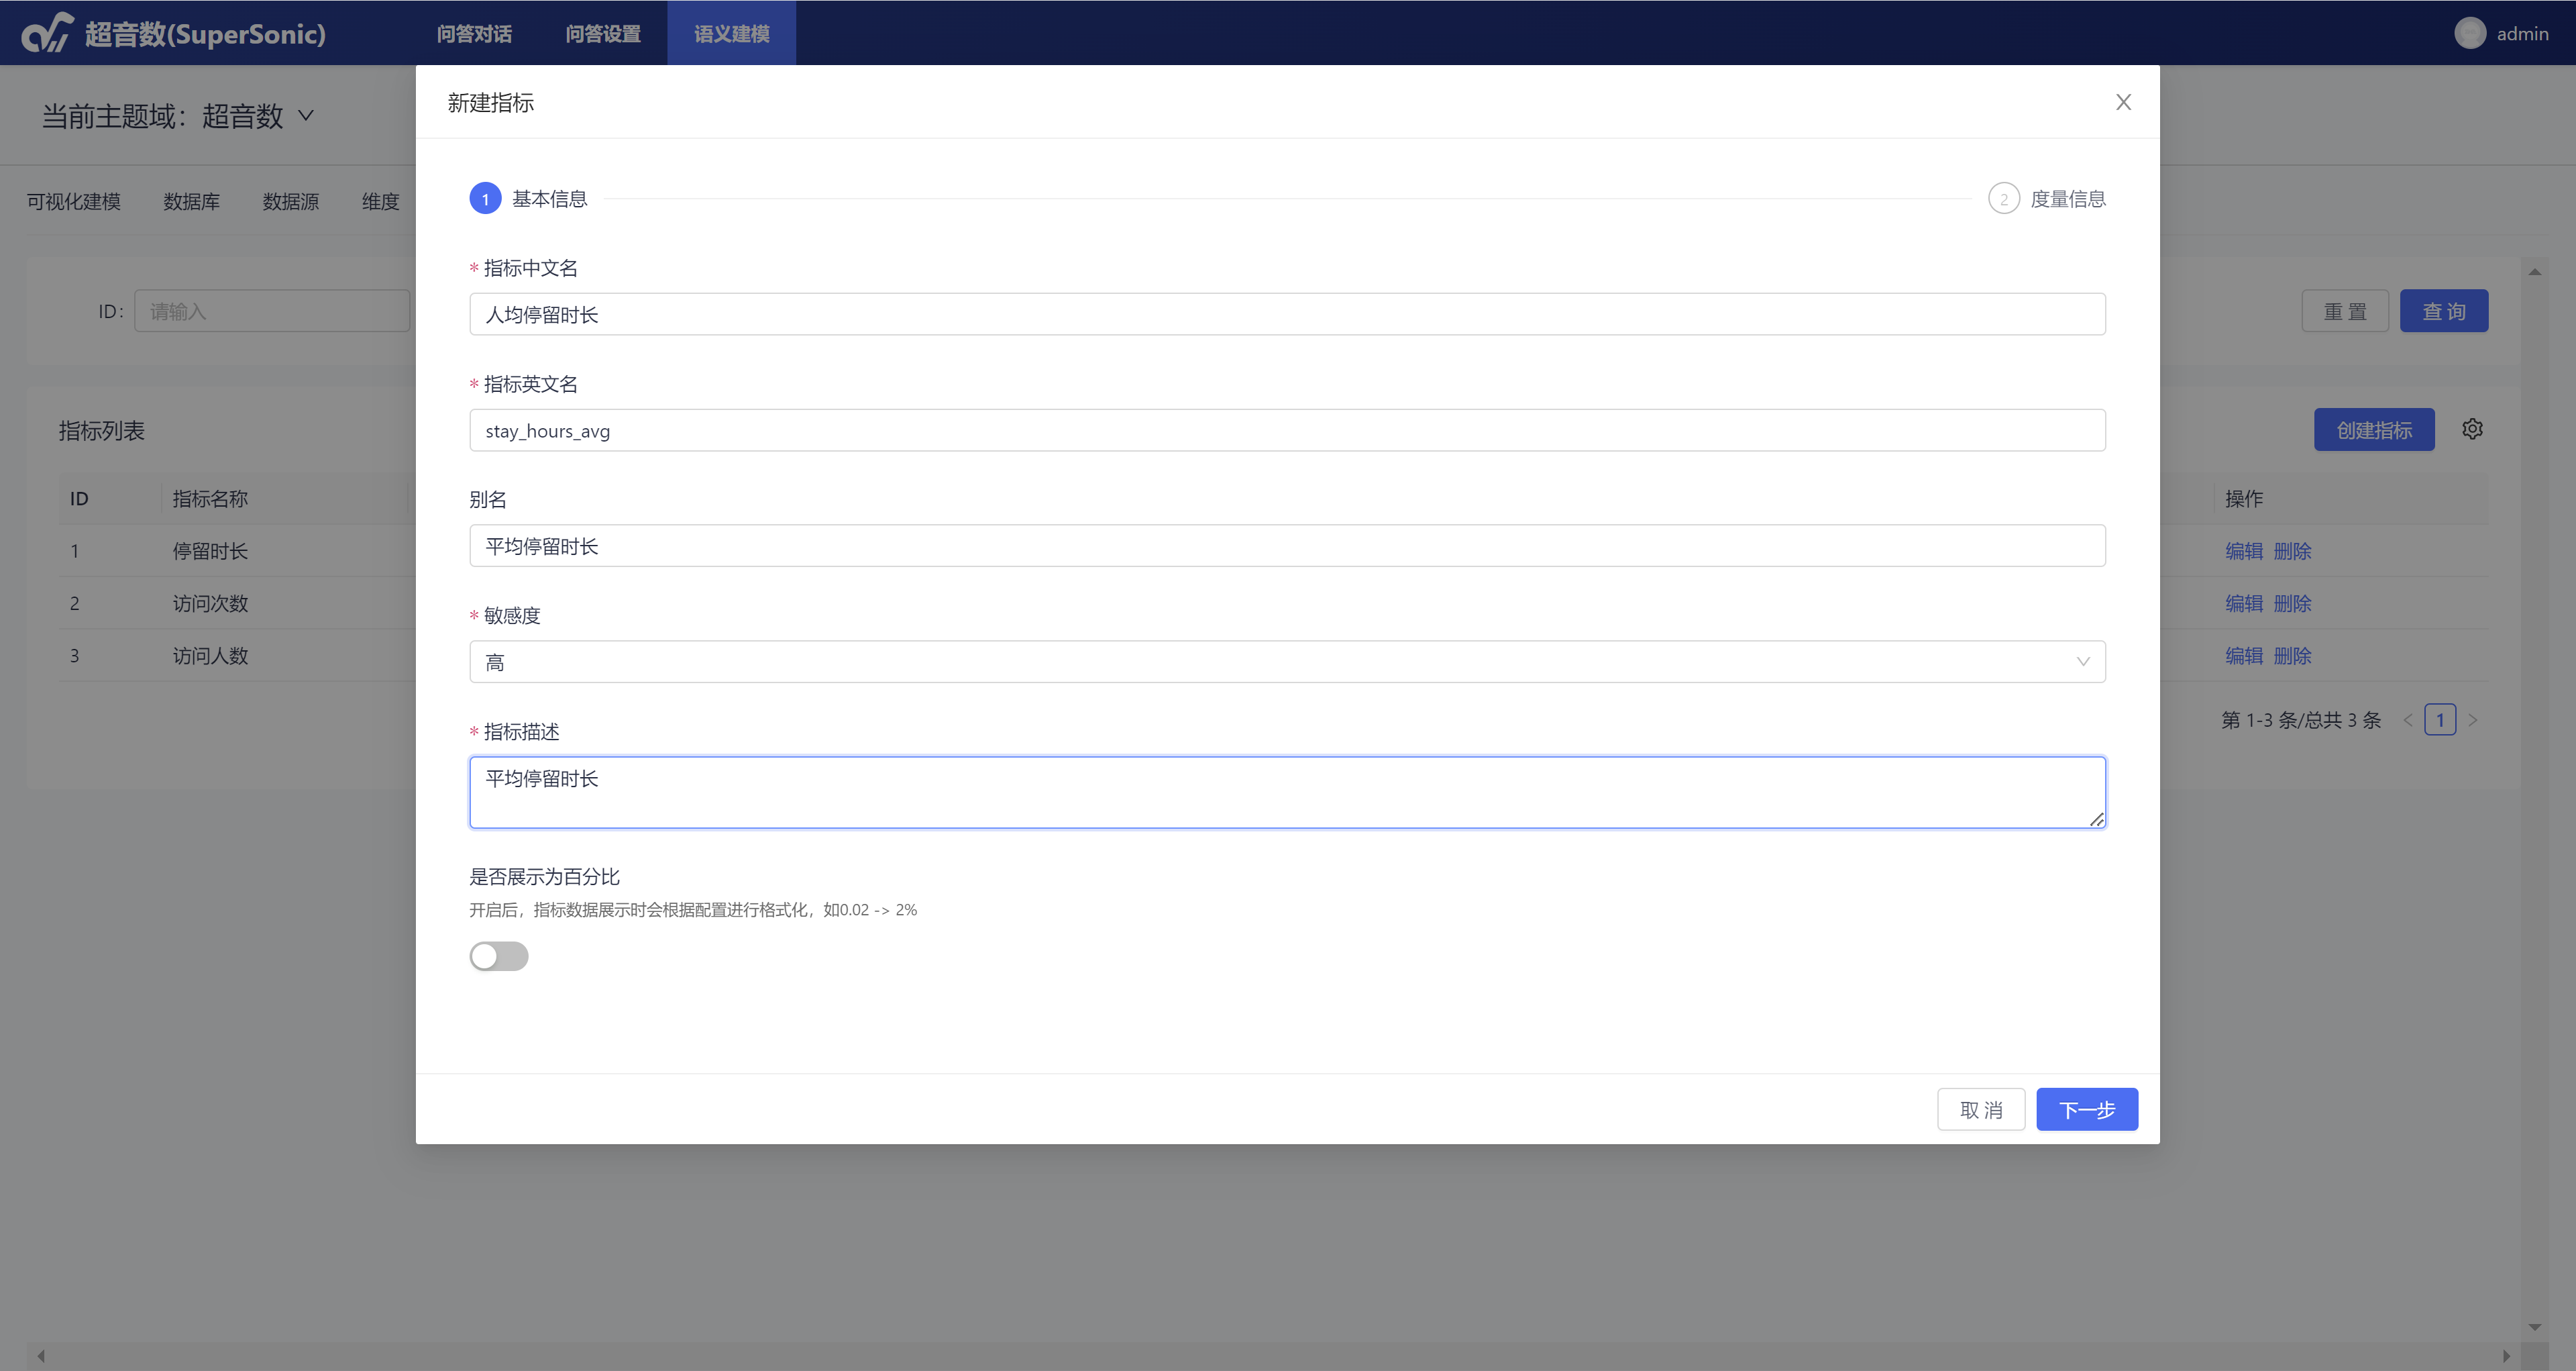 超音数(SuperSonic)
问答对话
问答设置
语义建模
admin
当前主题域：超音数
可视化建模
数据库
数据源
维度
ID:
请输入
重 置
查 询
指标列表
创建指标
ID
指标名称
操作
1
停留时长
编辑 删除
2
访问次数
编辑 删除
3
访问人数
编辑 删除
第 1-3 条/总共 3 条
1
新建指标
1
基本信息
2
度量信息
* 指标中文名
人均停留时长
* 指标英文名
stay_hours_avg
别名
平均停留时长
* 敏感度
高
* 指标描述
平均停留时长
是否展示为百分比
开启后，指标数据展示时会根据配置进行格式化，如0.02 -> 2%
取 消
下一步